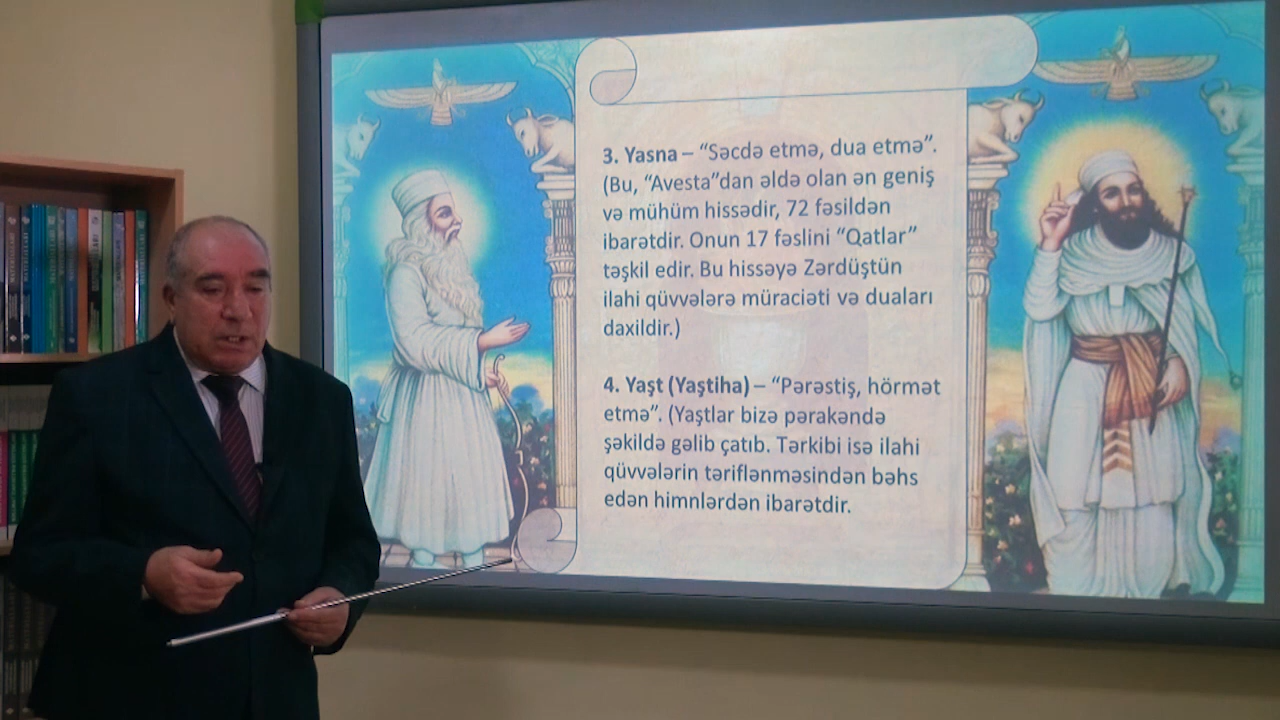 3. Yasna – “Səcdə etmə, dua etmə”.
(Bu, “Avesta”dan əldə olan ən geniş
və mühüm hissədir, 72 fəsildən
ibarətdir. Onun 17 fəslini “Qatlar”
təşkil edir. Bu hissəyə Zərdüştün
ilahi qüvvələrə müraciəti və duaları
daxildir.)
4. Yaşt (Yaştiha) – “Pərəstiş, hörmət
etmə”. (Yaştlar bizə pərakəndə
şəkildə gəlib çatıb. Tərkibi isə ilahi
qüvvələrin təriflənməsindən bəhs
edən himnlərdən ibarətdir.